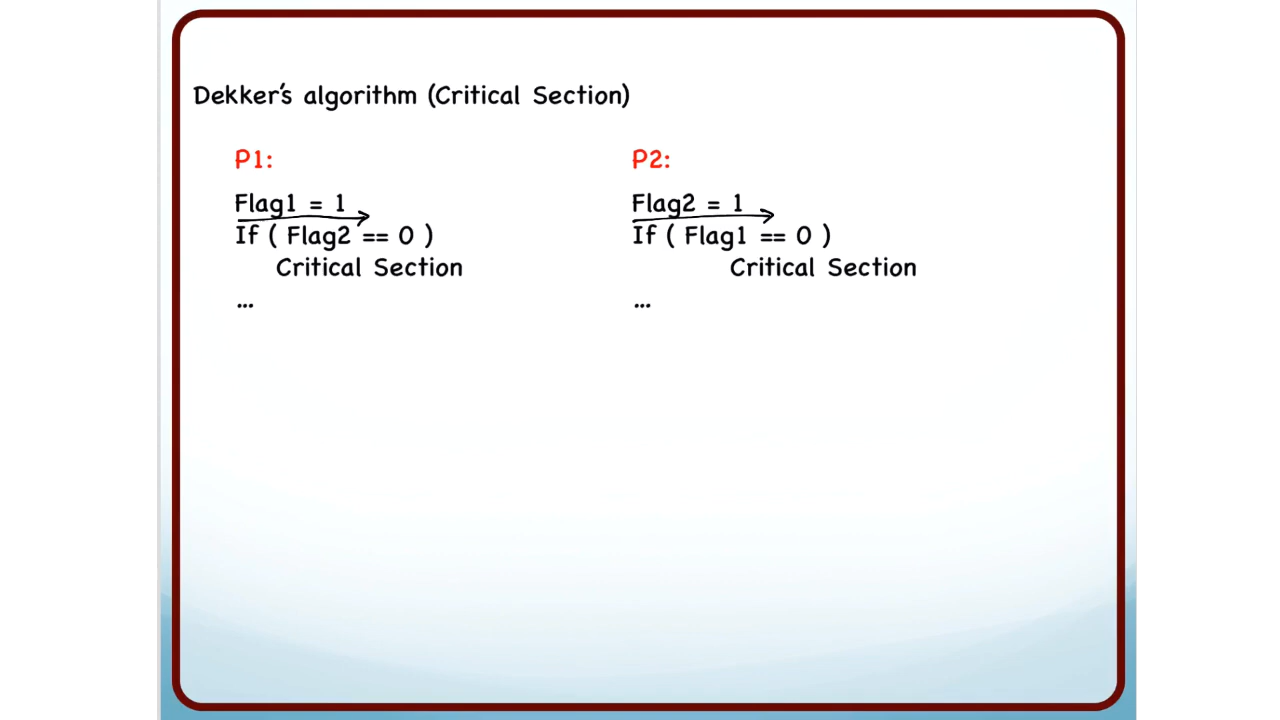 Dekker's algorithm (Critical Section)
P1:
Flag1 = 1
If ( Flag2 == 0 )
Critical Section
...
P2:
Flag2 = 1
If ( Flag1 == 0 )
Critical Section
...